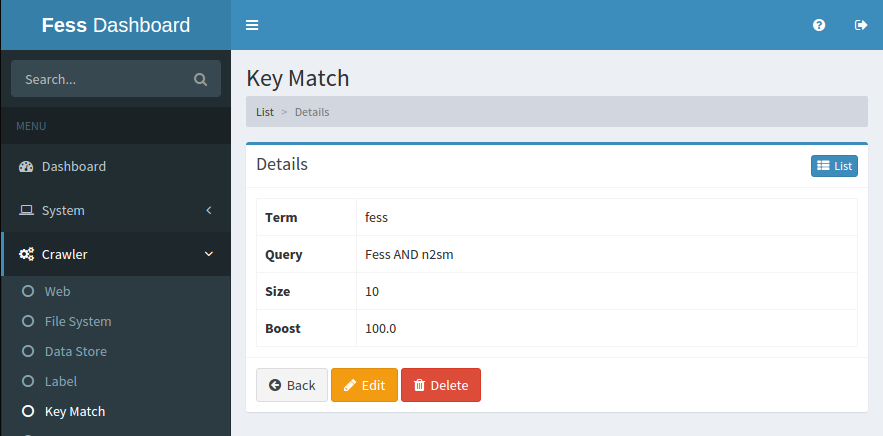 Fess Dashboard
Search...
MENU
Dashboard
System
Crawler
Web
File System
Data Store
Label
Key Match
Key Match
List > Details
Details
List
Term fess
Query Fess AND n2sm
Size 10
Boost 100.0
Back Edit Delete